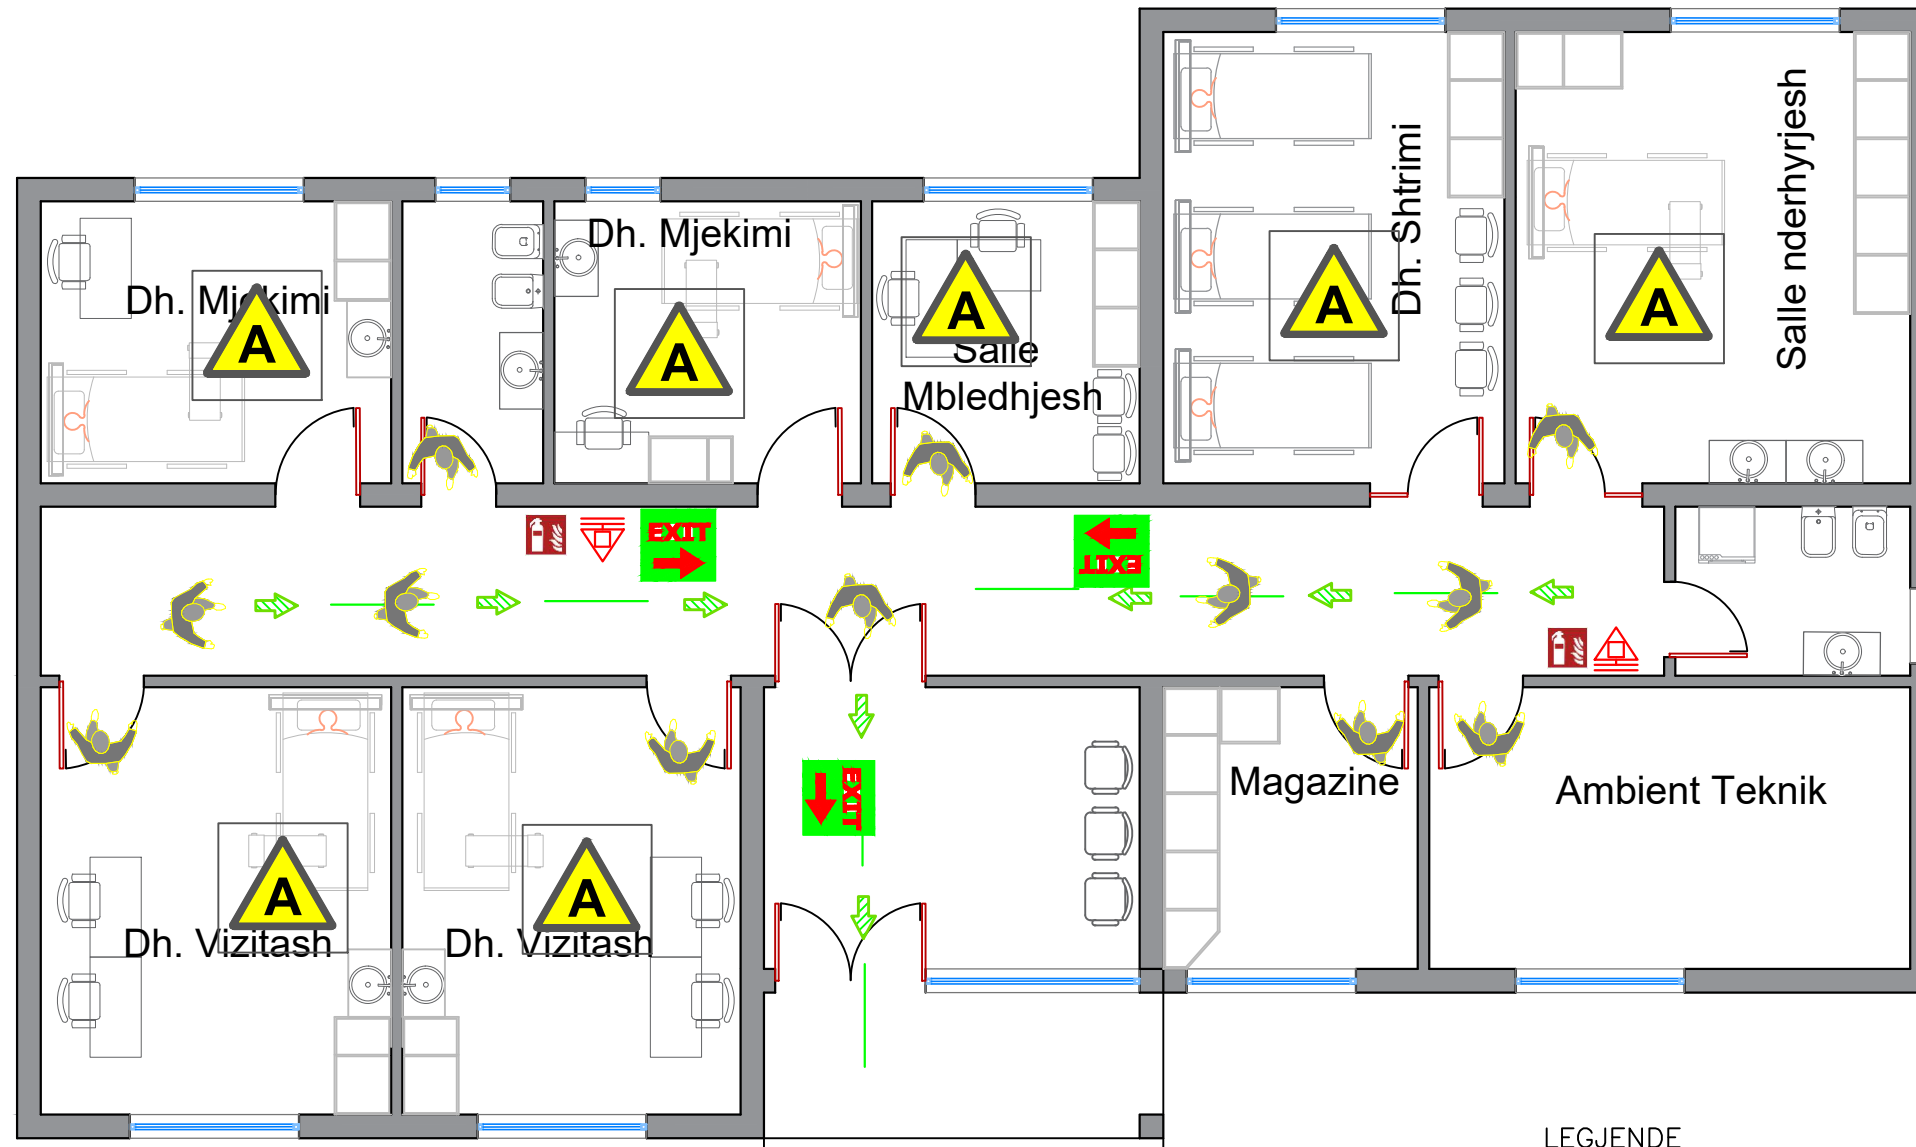 Dh. Mjekimi
A
Dh. Mjekimi
A
A
Salle
Mbledhjesh
Dh. Shtrimi
A
Salle nderhyrjesh
A
EXIT
EXIT
EXIT
Magazine
Ambient Teknik
A
Dh. Vizitash
A
Dh. Vizitash
LEGJENDE